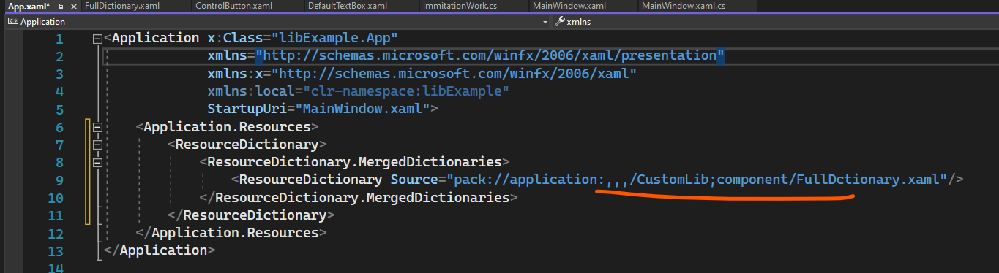 App.xaml* FullDictionary.xaml ControlButton.xaml DefaultTextBox.xaml ImmitationWork.cs MainWindow.xaml MainWindow.xaml.cs
Application xmlns
1 <Application x:Class="libExample.App"
2 xmlns="http://schemas.microsoft.com/winfx/2006/xaml/presentation"
3 xmlns:x="http://schemas.microsoft.com/winfx/2006/xaml"
4 xmlns:local="clr-namespace:libExample"
5 StartupUri="MainWindow.xaml">
6 <Application.Resources>
7 <ResourceDictionary>
8 <ResourceDictionary.MergedDictionaries>
9 <ResourceDictionary Source="pack://application:,,,/CustomLib;component/FullDctionary.xaml"/>
10 </ResourceDictionary.MergedDictionaries>
11 </ResourceDictionary>
12 </Application.Resources>
13 </Application>
14